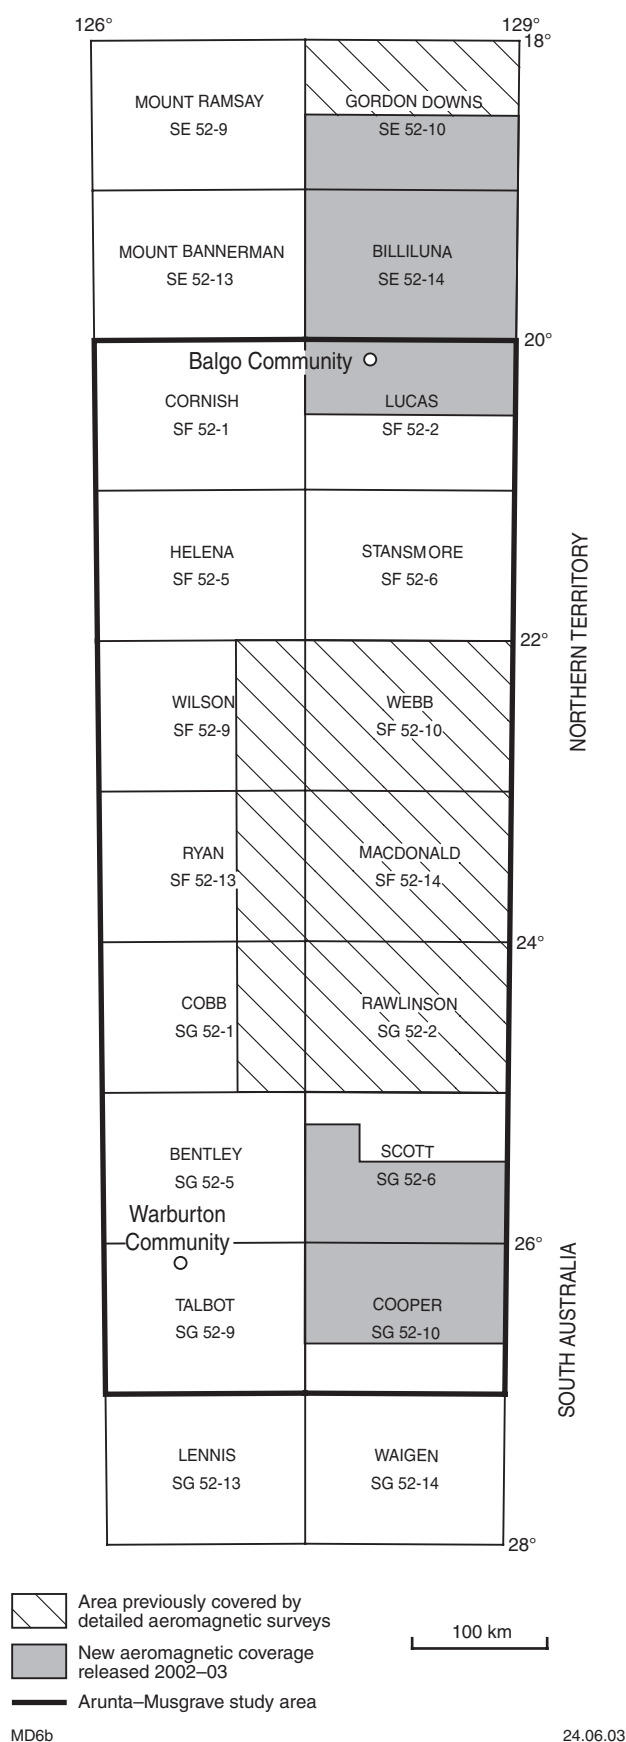 126°
129°
18°
MOUNT RAMSAY
SE 52-9
GORDON DOWNS
SE 52-10
MOUNT BANNERMAN
SE 52-13
BILLILUNA
SE 52-14
20°
Balgo Community
CORNISH
SF 52-1
LUCAS
SF 52-2
HELENA
SF 52-5
STANSMORE
SF 52-6
NORTHERN TERRITORY
22°
WILSON
SF 52-9
WEBB
SF 52-10
RYAN
SF 52-13
MACDONALD
SF 52-14
24°
COBB
SG 52-1
RAWLINSON
SG 52-2
BENTLEY
SG 52-5
SCOTT
SG 52-6
Warburton
Community
26°
TALBOT
SG 52-9
COOPER
SG 52-10
SOUTH AUSTRALIA
LENNIS
SG 52-13
WAIGEN
SG 52-14
28°
Area previously covered by
detailed aeromagnetic surveys
New aeromagnetic coverage
released 2002–03
Arunta–Musgrave study area
100 km
MD6b
24.06.03